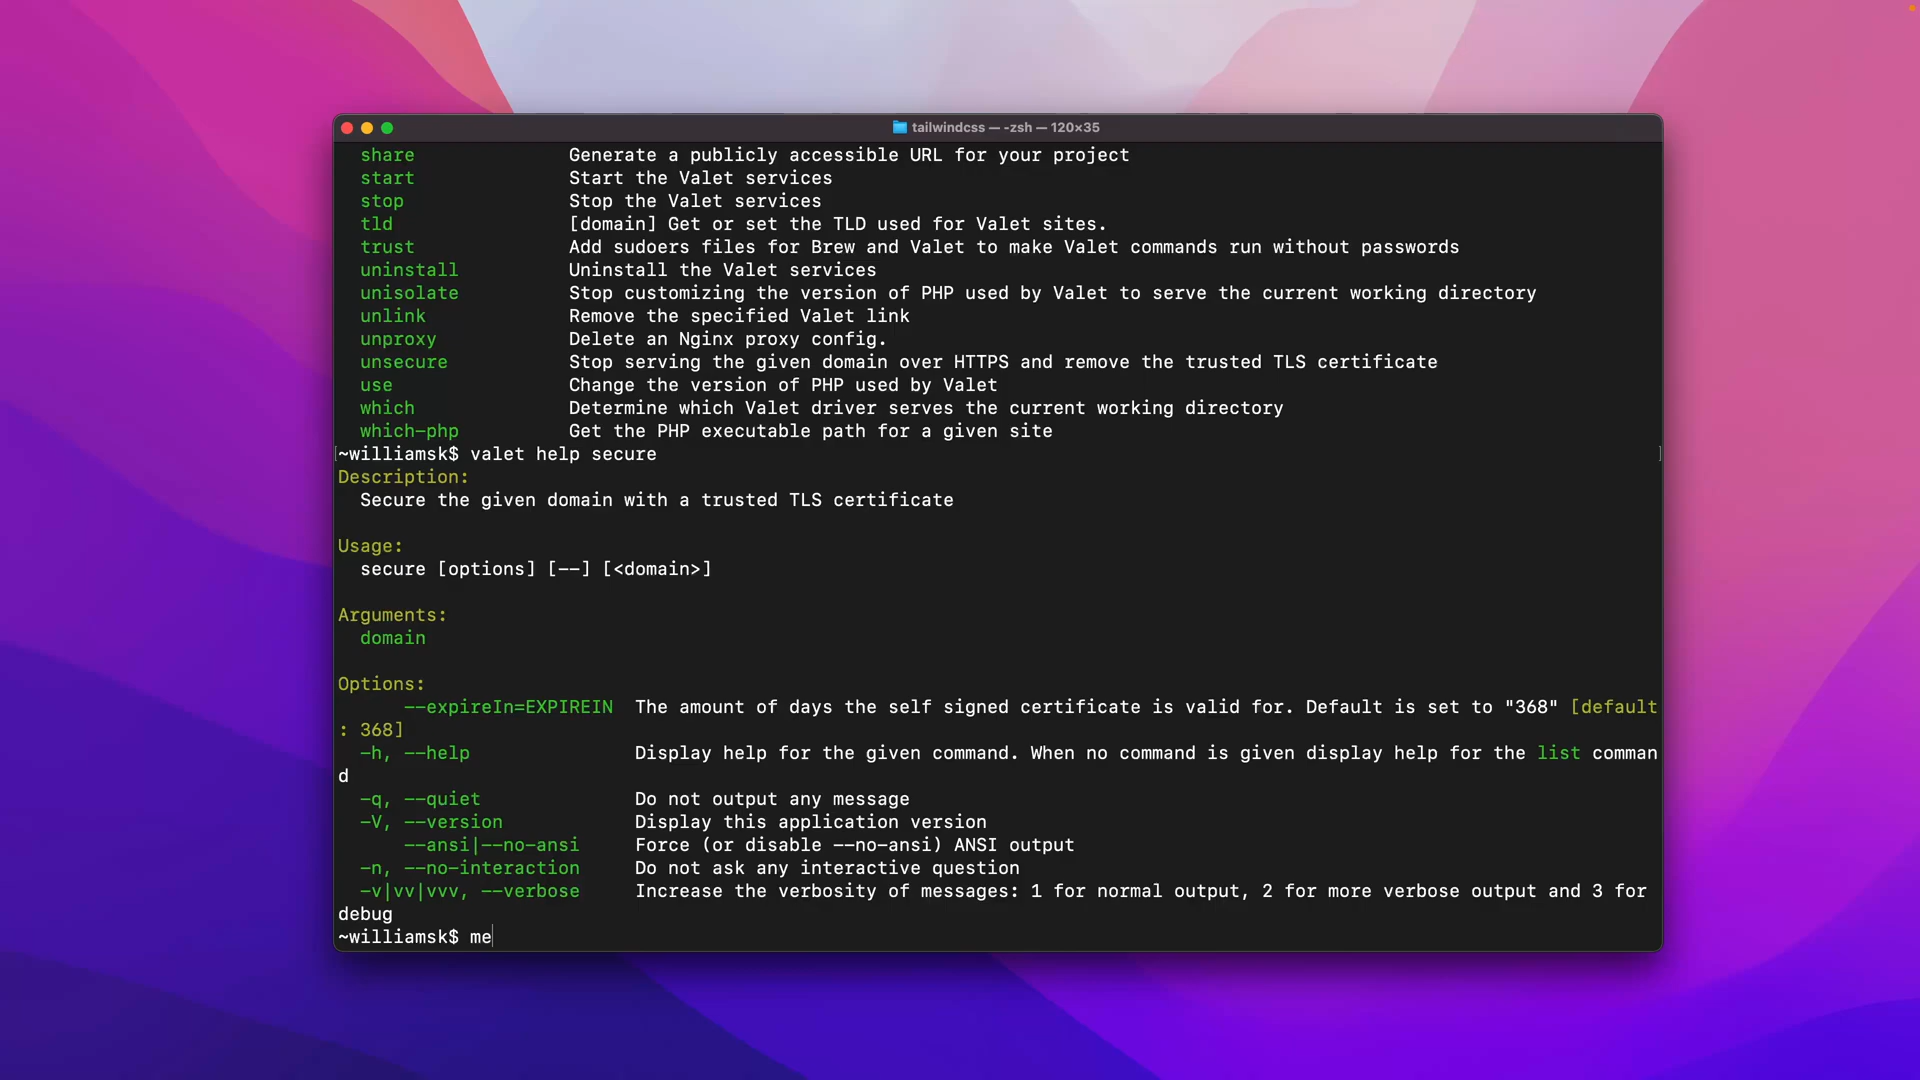 tailwindcss — -zsh — 120×35
share Generate a publicly accessible URL for your project
start Start the Valet services
stop Stop the Valet services
tld [domain] Get or set the TLD used for Valet sites.
trust Add sudoers files for Brew and Valet to make Valet commands run without passwords
uninstall Uninstall the Valet services
unisolate Stop customizing the version of PHP used by Valet to serve the current working directory
unlink Remove the specified Valet link
unproxy Delete an Nginx proxy config.
unsecure Stop serving the given domain over HTTPS and remove the trusted TLS certificate
use Change the version of PHP used by Valet
which Determine which Valet driver serves the current working directory
which-php Get the PHP executable path for a given site
[~williamsk$ valet help secure ]
Description:
Secure the given domain with a trusted TLS certificate
Usage:
secure [options] [--] [<domain>]
Arguments:
domain
Options:
--expireIn=EXPIREIN The amount of days the self signed certificate is valid for. Default is set to "368" [default
: 368]
-h, --help Display help for the given command. When no command is given display help for the list comman
d
-q, --quiet Do not output any message
-V, --version Display this application version
--ansi|--no-ansi Force (or disable --no-ansi) ANSI output
-n, --no-interaction Do not ask any interactive question
-v|vv|vvv, --verbose Increase the verbosity of messages: 1 for normal output, 2 for more verbose output and 3 for
debug
~williamsk$ me